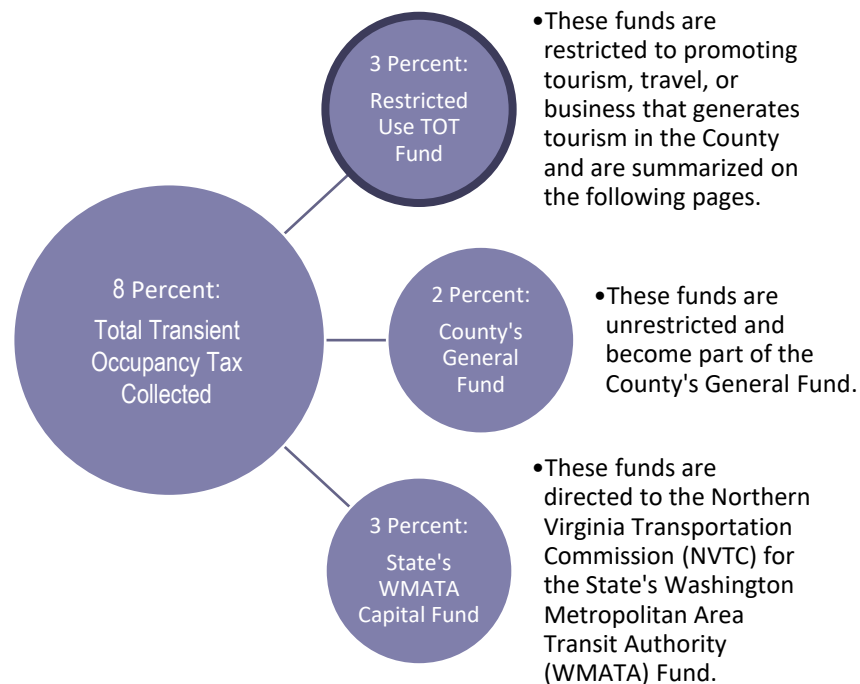 8 Percent:
Total Transient
Occupancy Tax
Collected
3 Percent:
Restricted
Use TOT
Fund
•These funds are
restricted to promoting
tourism, travel, or
business that generates
tourism in the County
and are summarized on
the following pages.
2 Percent:
County's
General
Fund
•These funds are
unrestricted and
become part of the
County's General Fund.
3 Percent:
State's
WMATA
Capital Fund
•These funds are
directed to the Northern
Virginia Transportation
Commission (NVTC) for
the State's Washington
Metropolitan Area
Transit Authority
(WMATA) Fund.